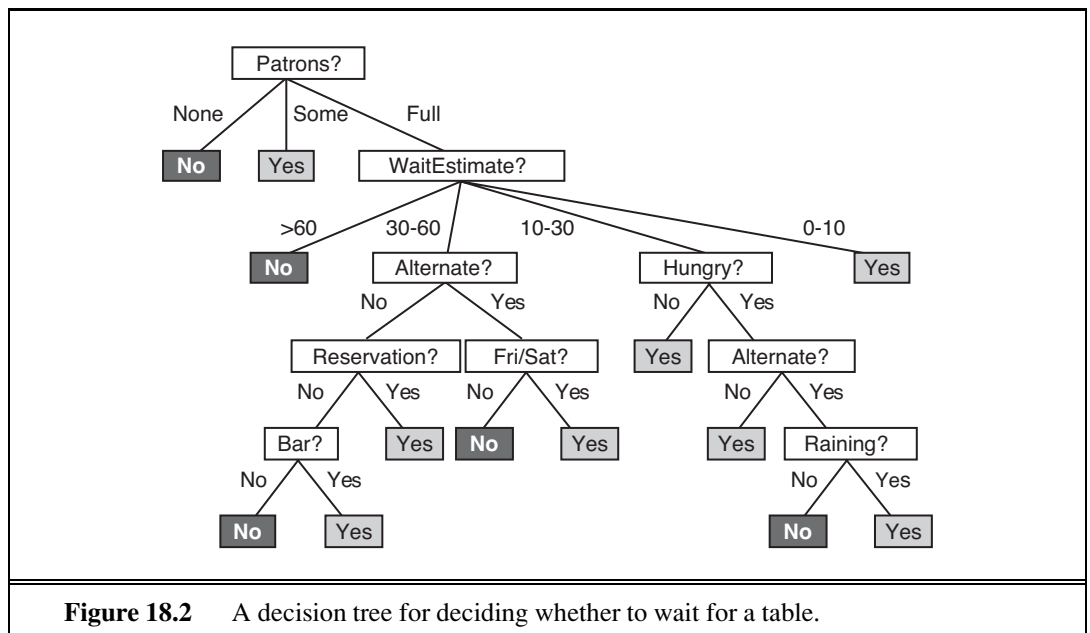 Patrons?
None Some Full
No Yes WaitEstimate?
>60 30-60 10-30 0-10
No Alternate? Hungry? Yes
No Yes No Yes
Reservation? Fri/Sat? Yes Alternate?
No Yes No Yes No Yes
Bar? Yes No Yes Yes Raining?
No Yes No Yes
No Yes No Yes
Figure 18.2 A decision tree for deciding whether to wait for a table.